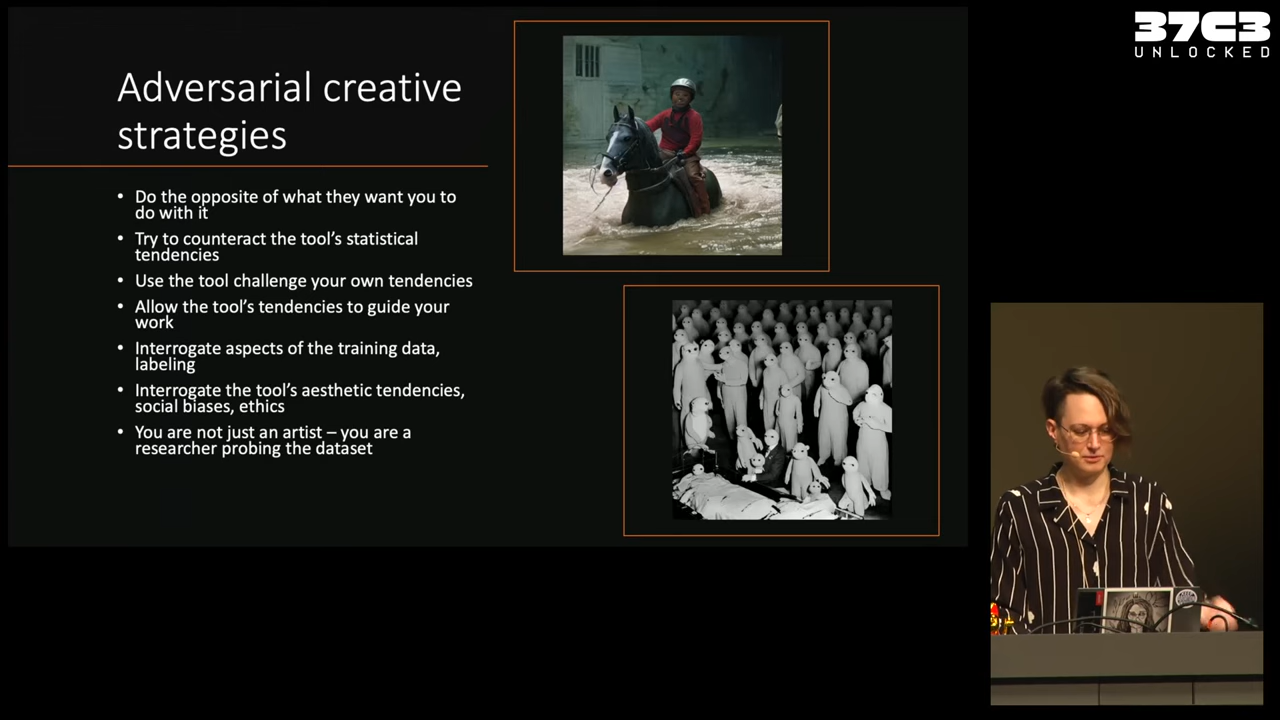 37C3
UNLOCKED
Adversarial creative
strategies
• Do the opposite of what they want you to
do with it
• Try to counteract the tool's statistical
tendencies
• Use the tool challenge your own tendencies
• Allow the tool's tendencies to guide your
work
• Interrogate aspects of the training data,
labeling
• Interrogate the tool's aesthetic tendencies,
social biases, ethics
• You are not just an artist – you are a
researcher probing the dataset